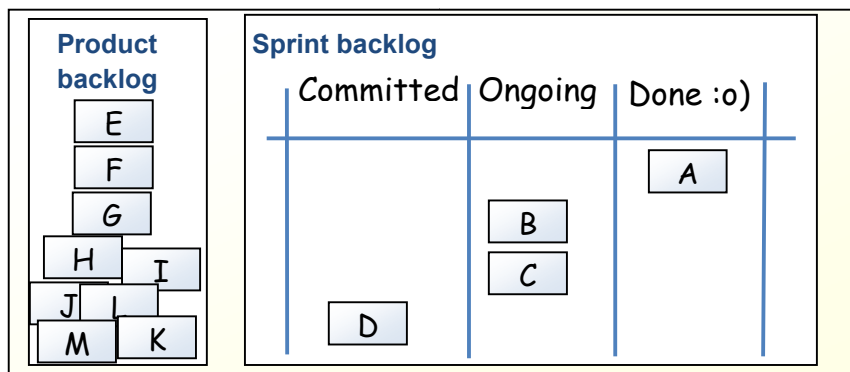 Product
backlog
E
F
G
H
I
J
L
M
K
Sprint backlog
Committed
Ongoing
Done :o)
A
B
C
D